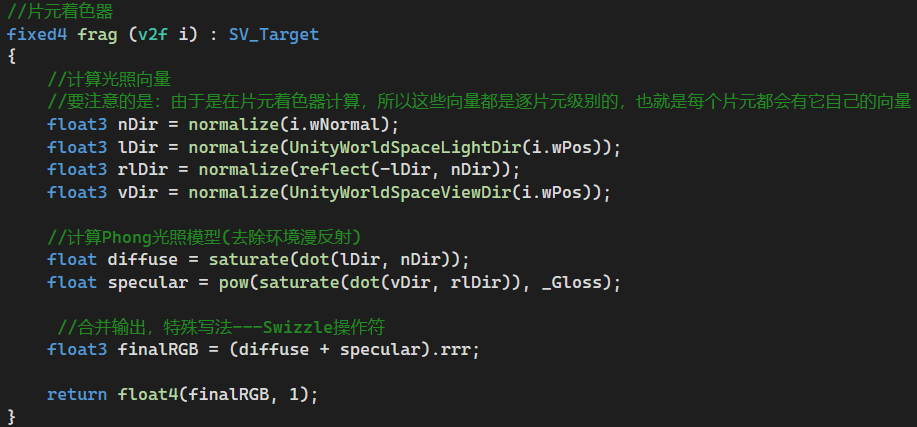 //片元着色器
fixed4 frag (v2f i) : SV_Target
{
    //计算光照向量
    //要注意的是：由于是在片元着色器计算，所以这些向量都是逐片元级别的，也就是每个片元都会有它自己的向量
    float3 nDir = normalize(i.wNormal);
    float3 lDir = normalize(UnityWorldSpaceLightDir(i.wPos));
    float3 rlDir = normalize(reflect(-lDir, nDir));
    float3 vDir = normalize(UnityWorldSpaceViewDir(i.wPos));

    //计算Phong光照模型(去除环境漫反射)
    float diffuse = saturate(dot(lDir, nDir));
    float specular = pow(saturate(dot(vDir, rlDir)), _Gloss);

     //合并输出，特殊写法---Swizzle操作符
    float3 finalRGB = (diffuse + specular).rrr;

    return float4(finalRGB, 1);
}